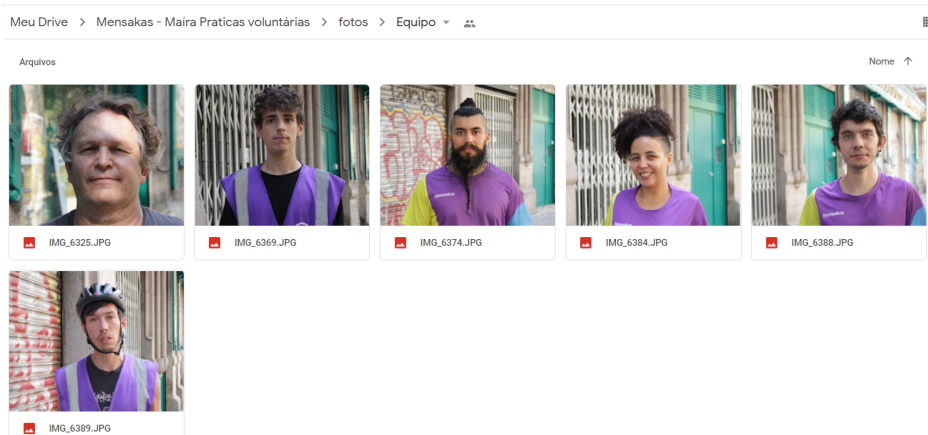 Meu Drive > Mensakas - Maíra Praticas voluntárias > fotos > Equipo
Arquivos
Nome
IMG_6325.JPG
IMG_6369.JPG
IMG_6374.JPG
IMG_6384.JPG
IMG_6388.JPG
IMG_6389.JPG